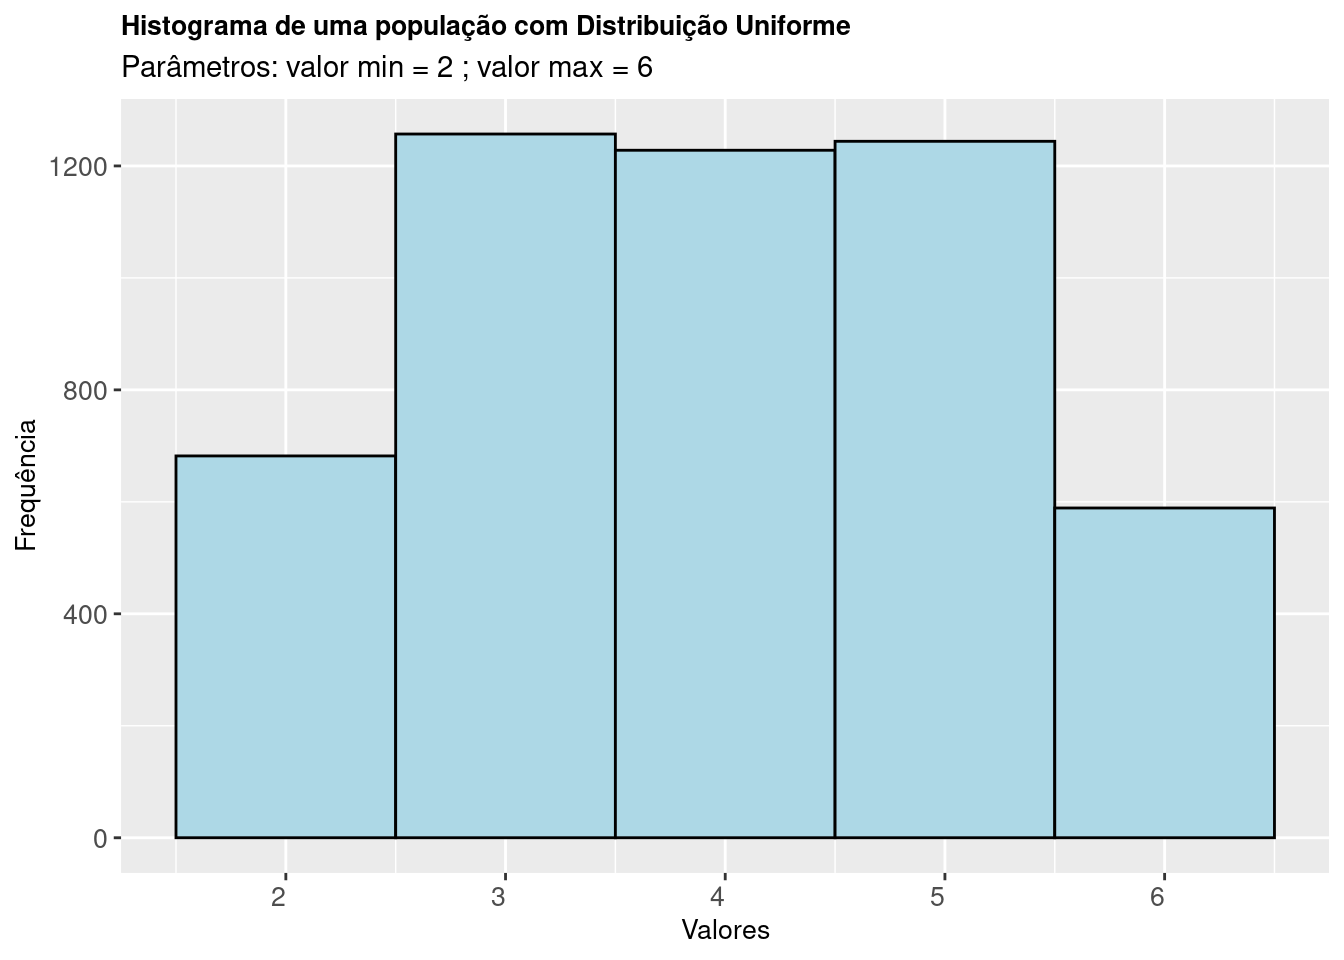 Histograma de uma população com Distribuição Uniforme
Parâmetros: valor min = 2 ; valor max = 6
1200
800
400
0
Frequência
2 3 4 5 6
Valores